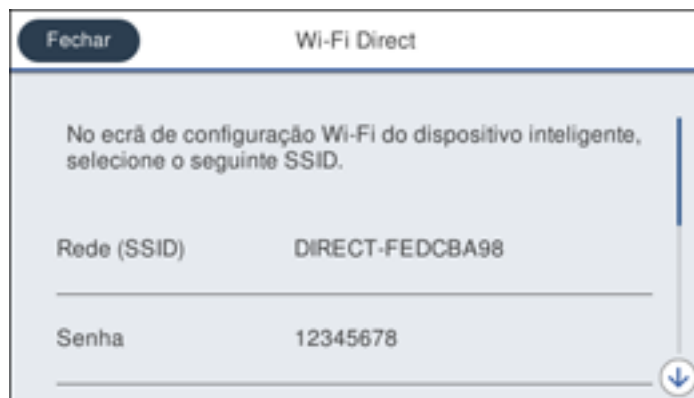 Fechar
Wi-Fi Direct
No ecrã de configuração Wi-Fi do dispositivo inteligente,
selecione o seguinte SSID.
Rede (SSID) DIRECT-FEDCBA98
Senha 12345678